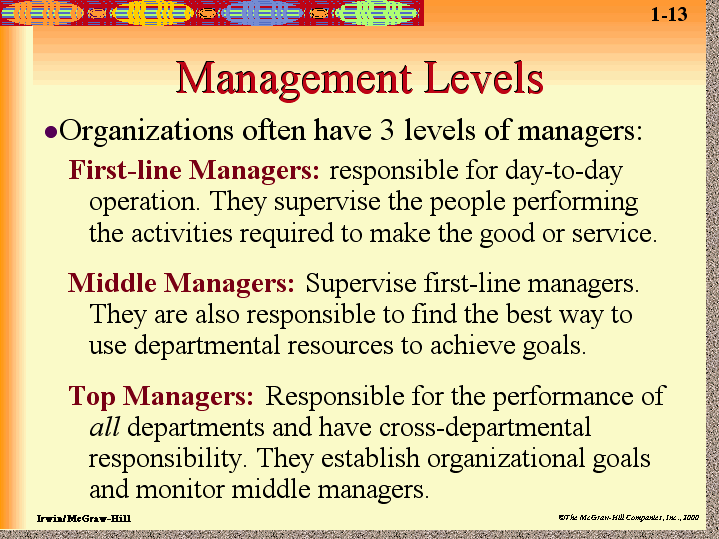 1-13
Management Levels
●Organizations often have 3 levels of managers:
First-line Managers: responsible for day-to-day
operation. They supervise the people performing
the activities required to make the good or service.
Middle Managers: Supervise first-line managers.
They are also responsible to find the best way to
use departmental resources to achieve goals.
Top Managers: Responsible for the performance of
all departments and have cross-departmental
responsibility. They establish organizational goals
and monitor middle managers.
Irwin/McGraw-Hill
©The McGraw-Hill Companies, Inc., 2000